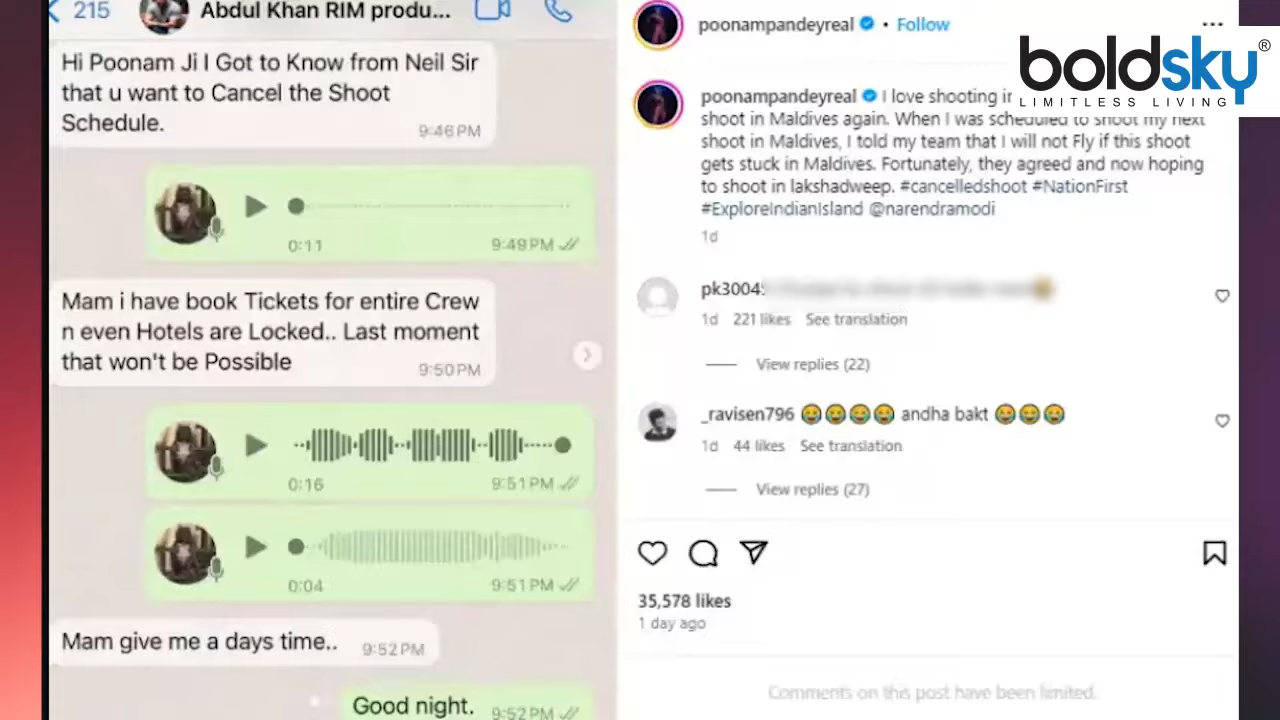 215
Abdul Khan RIM produ...
Hi Poonam Ji I Got to Know from Neil Sir
that u want to Cancel the Shoot
Schedule.
9:46 PM
0:11
9:49 PM
Mam i have book Tickets for entire Crew
n even Hotels are Locked.. Last moment
that won't be Possible
9:50 PM
0:16
9:51 PM
0:04
9:51 PM
Mam give me a days time..
9:52 PM
Good night.
9:52 PM
poonampandeyreal • Follow
boldsky®
LIMITLESS LIVING
poonampandeyreal I love shooting in
shoot in Maldives again. When I was scheduled to shoot my next
shoot in Maldives, I told my team that I will not Fly if this shoot
gets stuck in Maldives. Fortunately, they agreed and now hoping
to shoot in lakshadweep. #cancelledshoot #NationFirst
#ExploreIndianIsland @narendramodi
1d
1d 221 likes See translation
View replies (22)
_ravisen796 😂😂😂😂 andha bakt 😂😂😂
1d 44 likes See translation
View replies (27)
35,578 likes
1 day ago
Comments on this post have been limited.